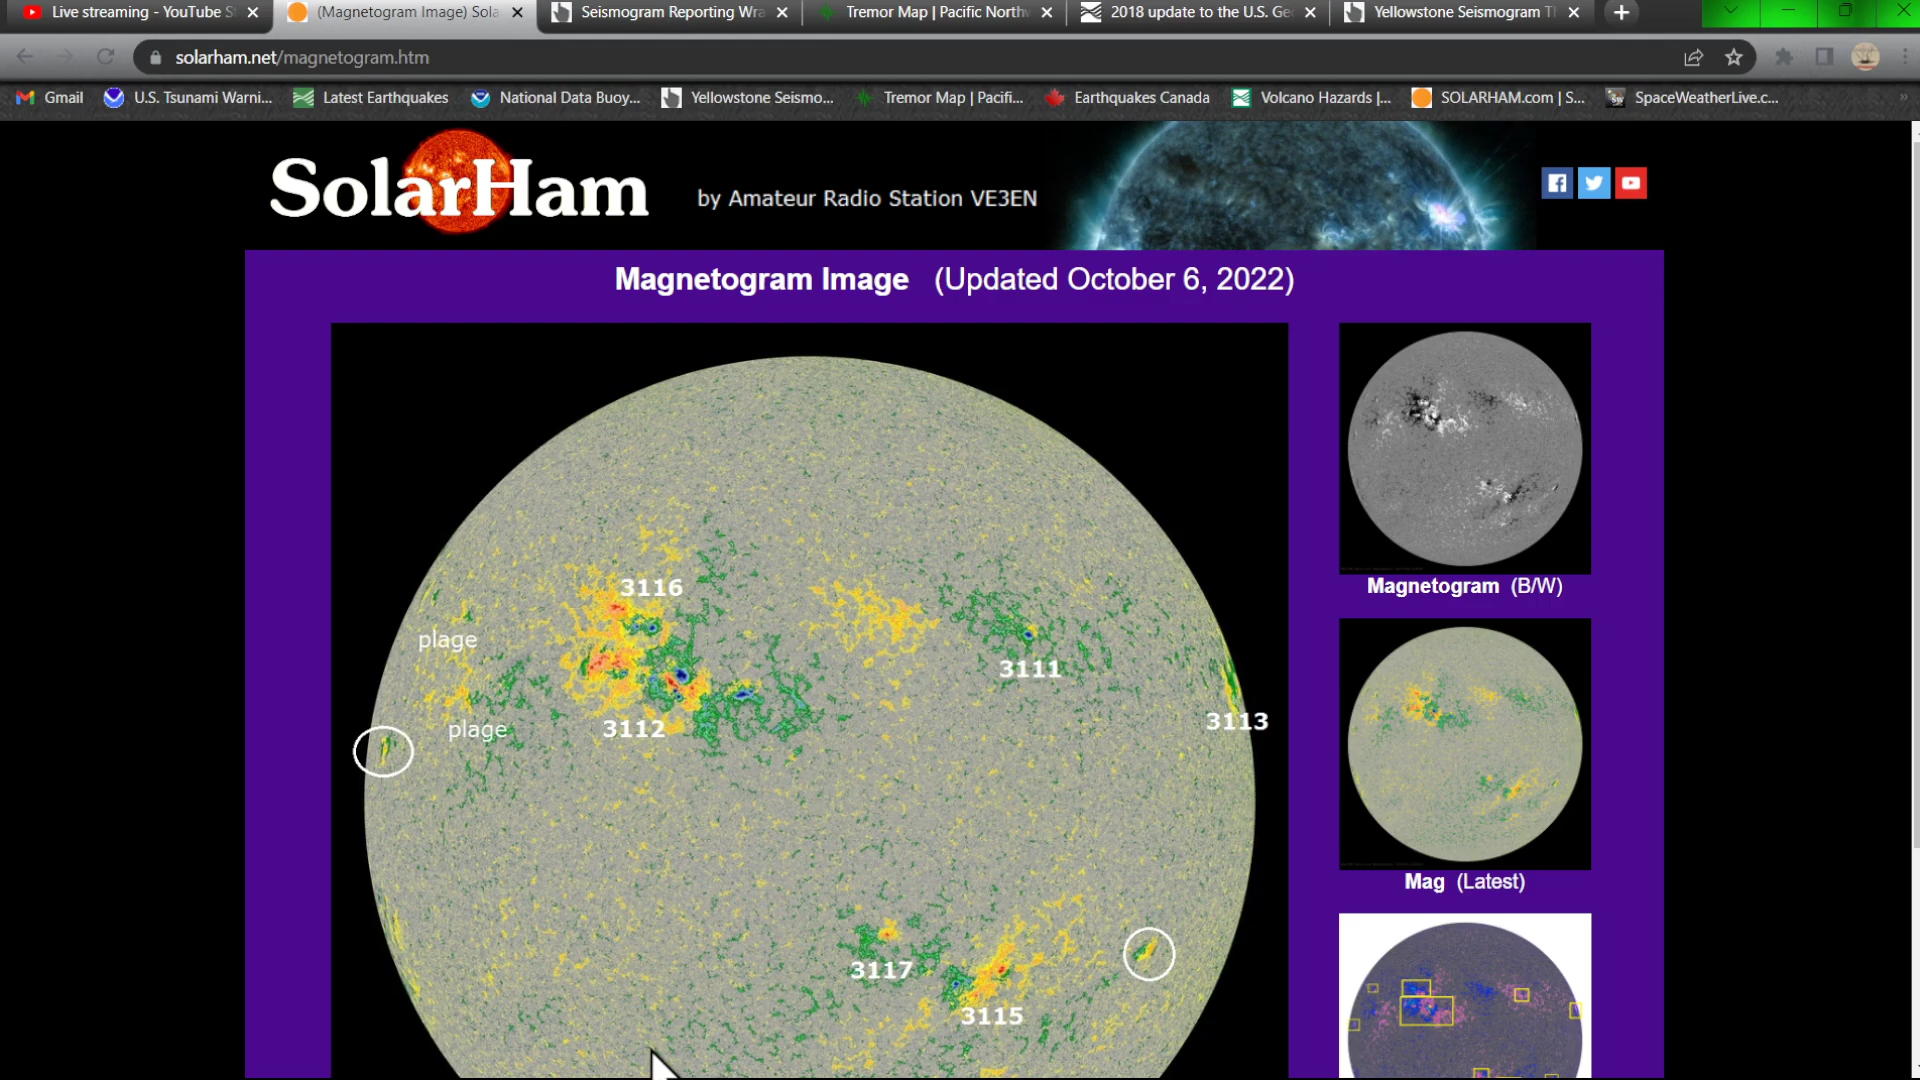 Live streaming - YouTube S
(Magnetogram Image) Sola
Seismogram Reporting Wra
Tremor Map | Pacific North
2018 update to the U.S. Ge
Yellowstone Seismogram T
solarham.net/magnetogram.htm
Gmail
U.S. Tsunami Warni...
Latest Earthquakes
National Data Buoy...
Yellowstone Seismo...
Tremor Map | Pacifi...
Earthquakes Canada
Volcano Hazards |...
SOLARHAM.com | S...
SpaceWeatherLive.c...
SolarHam
by Amateur Radio Station VE3EN
Magnetogram Image (Updated October 6, 2022)
3116
plage
3111
3113
plage
3112
3117
3115
Magnetogram (B/W)
Mag (Latest)